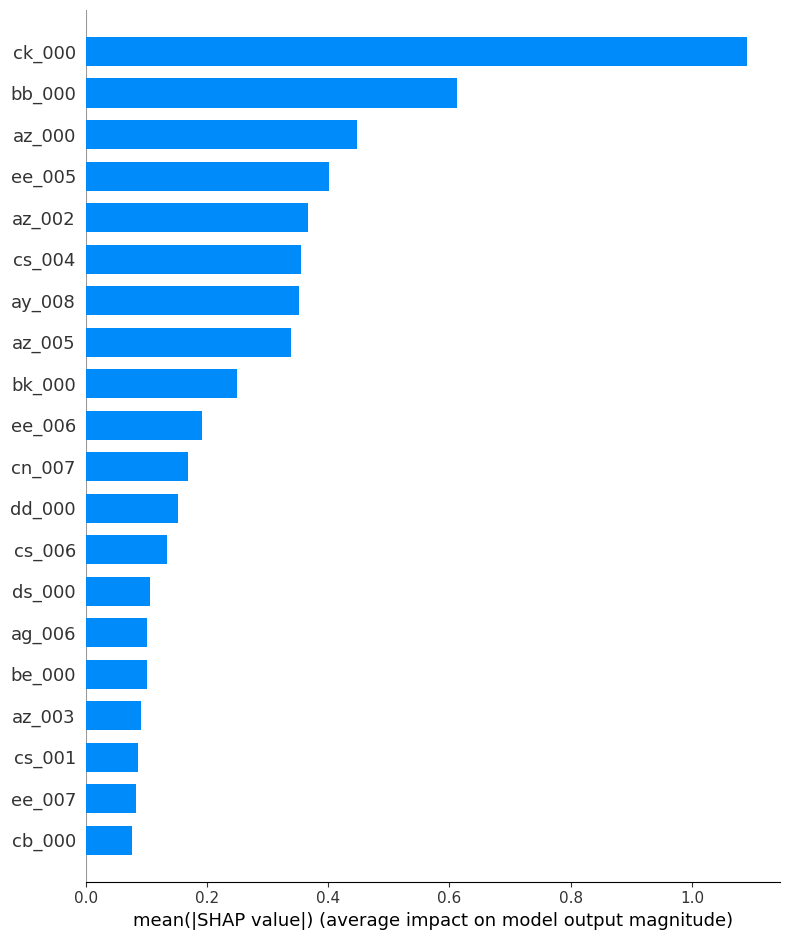 ck_000
bb_000
az_000
ee_005
az_002
cs_004
ay_008
az_005
bk_000
ee_006
cn_007
dd_000
cs_006
ds_000
ag_006
be_000
az_003
cs_001
ee_007
cb_000
0.0 0.2 0.4 0.6 0.8 1.0
mean(|SHAP value|) (average impact on model output magnitude)